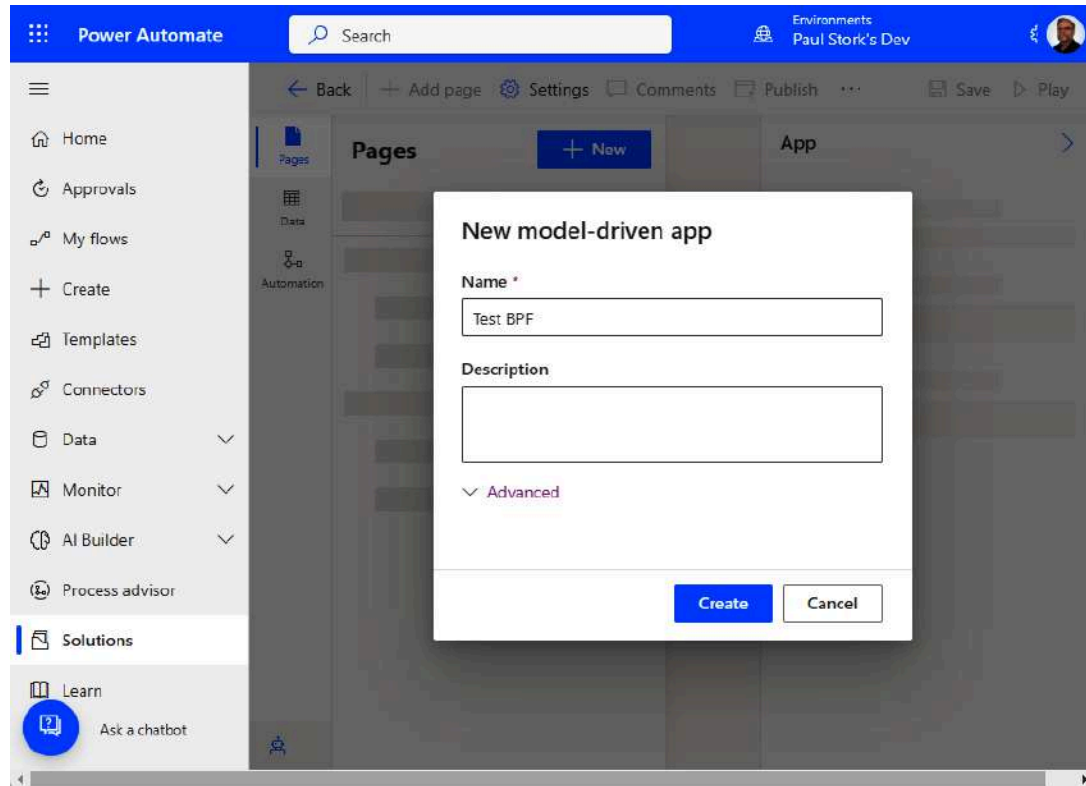 Power Automate
Search
Environments
Paul Stork's Dev
Back
Add page
Settings
Comments
Publish
...
Save
Play
Home
Approvals
My flows
Create
Templates
Connectors
Data
Monitor
AI Builder
Process advisor
Solutions
Learn
Ask a chatbot
Pages
Data
Automation
Pages
New
App
New model-driven app
Name *
Test BPF
Description
Advanced
Create
Cancel